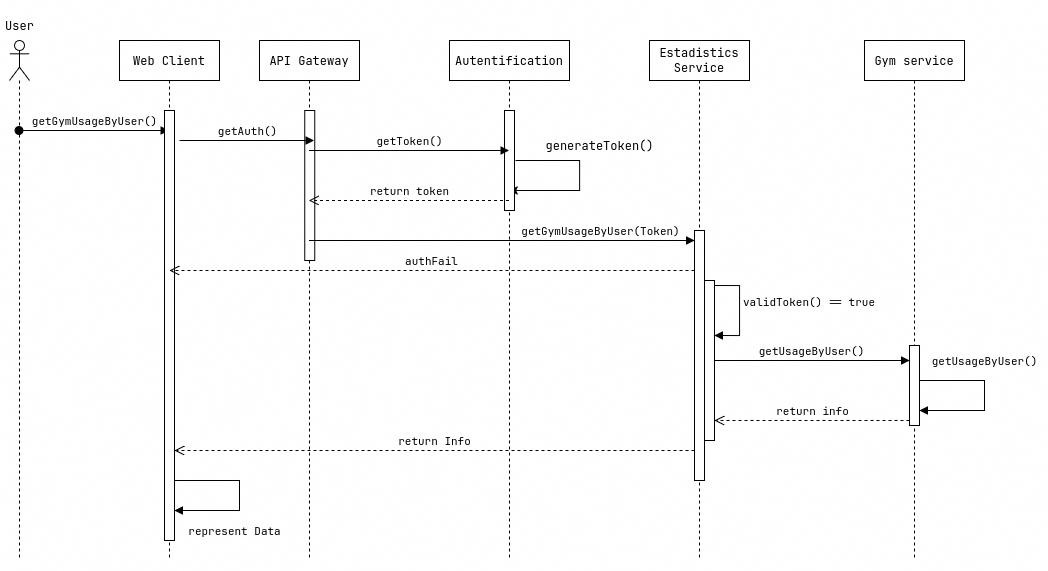 User
Web Client
API Gateway
Autentification
Estadistics
Service
Gym service
getGymUsageByUser()
getAuth()
getToken()
generateToken()
return token
getGymUsageByUser(Token)
authFail
validToken() == true
getUsageByUser()
getUsageByUser()
return info
return Info
represent Data